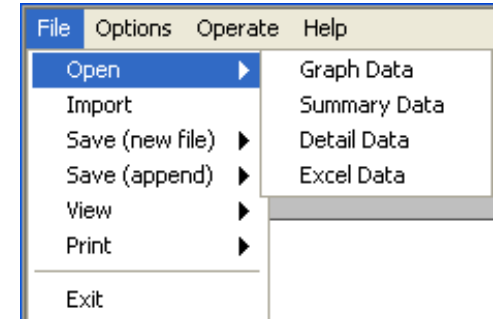 File Options Operate Help
Open
Import
Save (new file)
Save (append)
View
Print
Exit
Graph Data
Summary Data
Detail Data
Excel Data